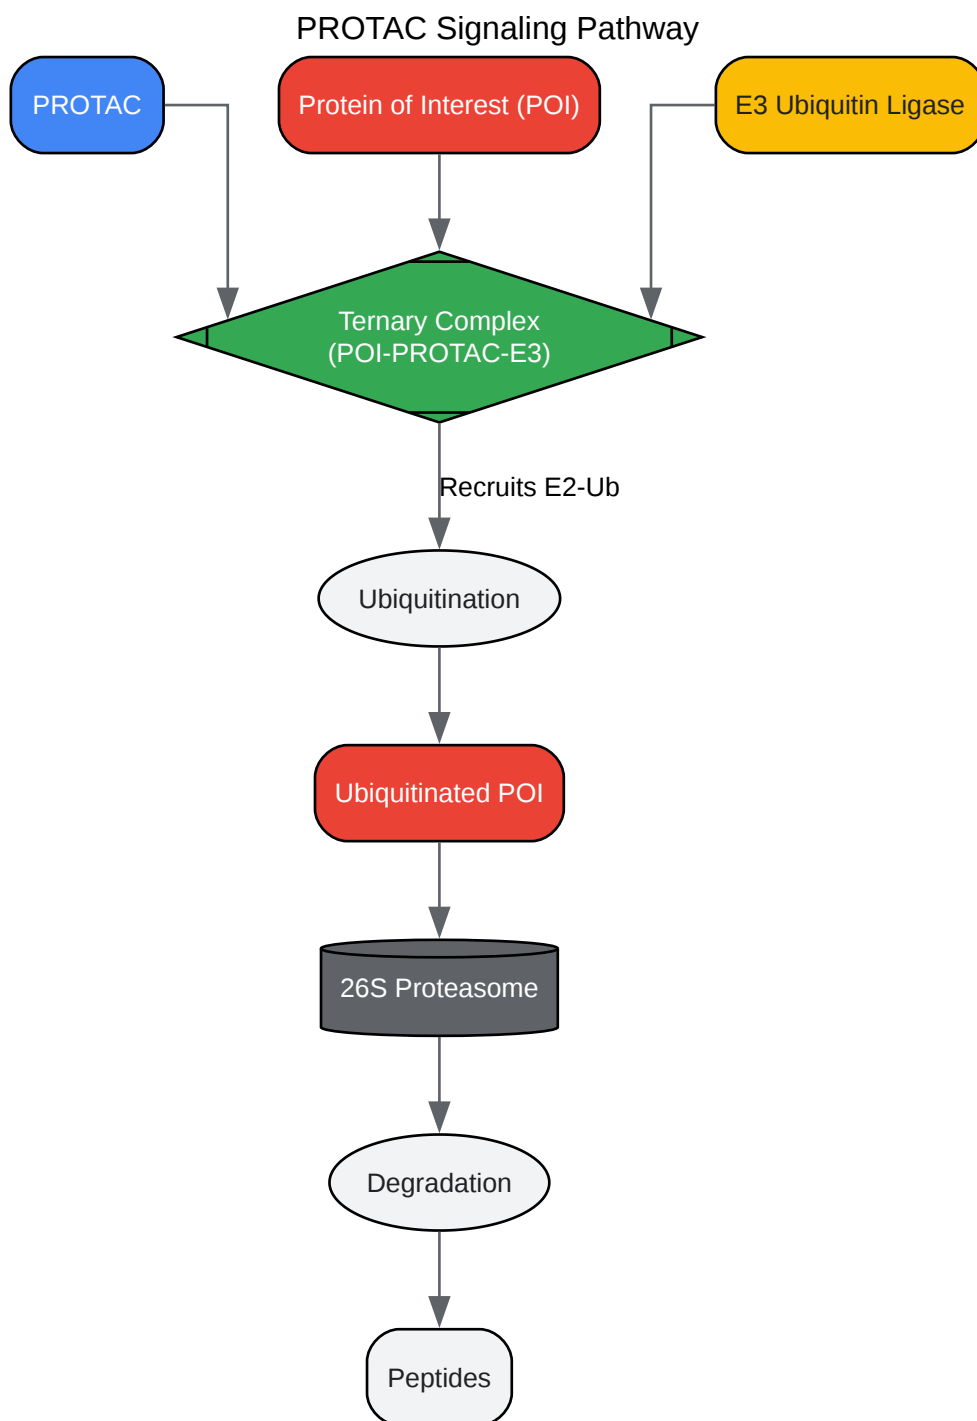 PROTAC Signaling Pathway
PROTAC
Protein of Interest (POI)
E3 Ubiquitin Ligase
Ternary Complex
(POI-PROTAC-E3)
Recruits E2-Ub
Ubiquitination
Ubiquitinated POI
26S Proteasome
Degradation
Peptides